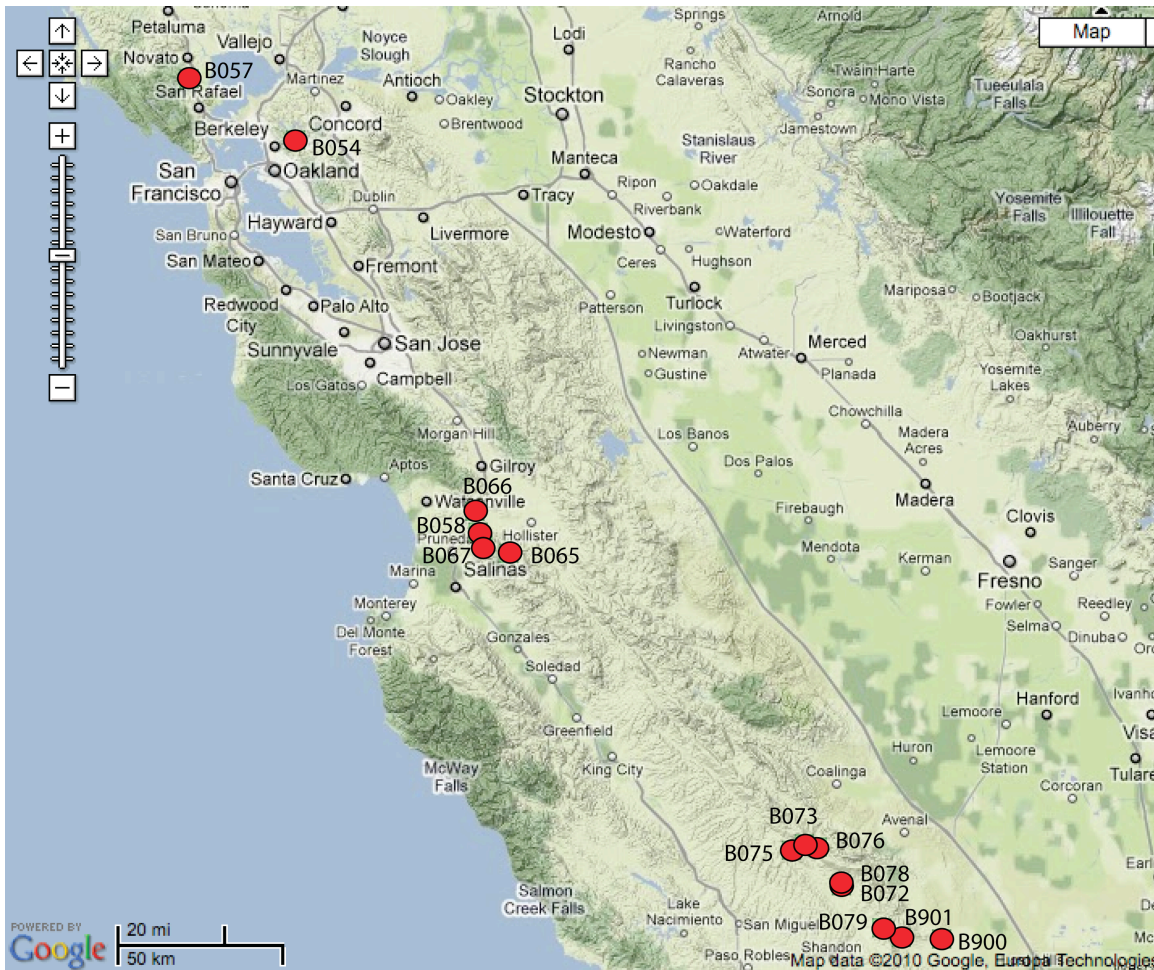 Petaluma
Sonoma
Novato
Vallejo
Noyce
Slough
Lodi
Springs
Arnold
Map
B057
San Rafael
Martinez
Antioch
Oakley
Rancho
Calaveras
Twain-Harte
Sonora
Mono Vista
Tueeulala
Falls
Stockton
Berkeley
Concord
Brentwood
Jamestown
B054
Stanislaus
River
San
Francisco
Oakland
Manteca
Dublin
Tracy
Ripon
Oakdale
Riverbank
Yosemite
Falls
Illilouette
Fall
Hayward
Livermore
San Bruno
Modesto
Waterford
San Mateo
Fremont
Ceres
Hughson
Redwood
City
Palo Alto
Patterson
Turlock
Mariposa
Bootjack
Livingston
Sunnyvale
San Jose
Newman
Atwater
Merced
Oakhurst
Los Gatos
Campbell
Gustine
Planada
Yosemite
Lakes
Morgan Hill
Chowchilla
Auberry
Los Banos
Madera
Acres
Santa Cruz
Aptos
Gilroy
Dos Palos
B066
Watsonville
Madera
Firebaugh
Clovis
B058
Prunedale
Hollister
B067
B065
Mendota
Kerman
Sanger
Marina
Salinas
Fresno
Monterey
Fowler
Reedley
Del Monte
Forest
Selma
Dinuba
Gonzales
Soledad
Hanford
Greenfield
Lemoore
Huron
Lemoore
Station
McWay
Falls
King City
Coalinga
Tulare
Corcoran
B073
Avenal
B075
B076
B078
B072
Salmon
Creek Falls
Lake
Nacimiento
San Miguel
B079
B901
B900
Paso Robles
Shandon
POWERED BY
Google
20 mi
50 km
Map data ©2010 Google, Europa Technologies